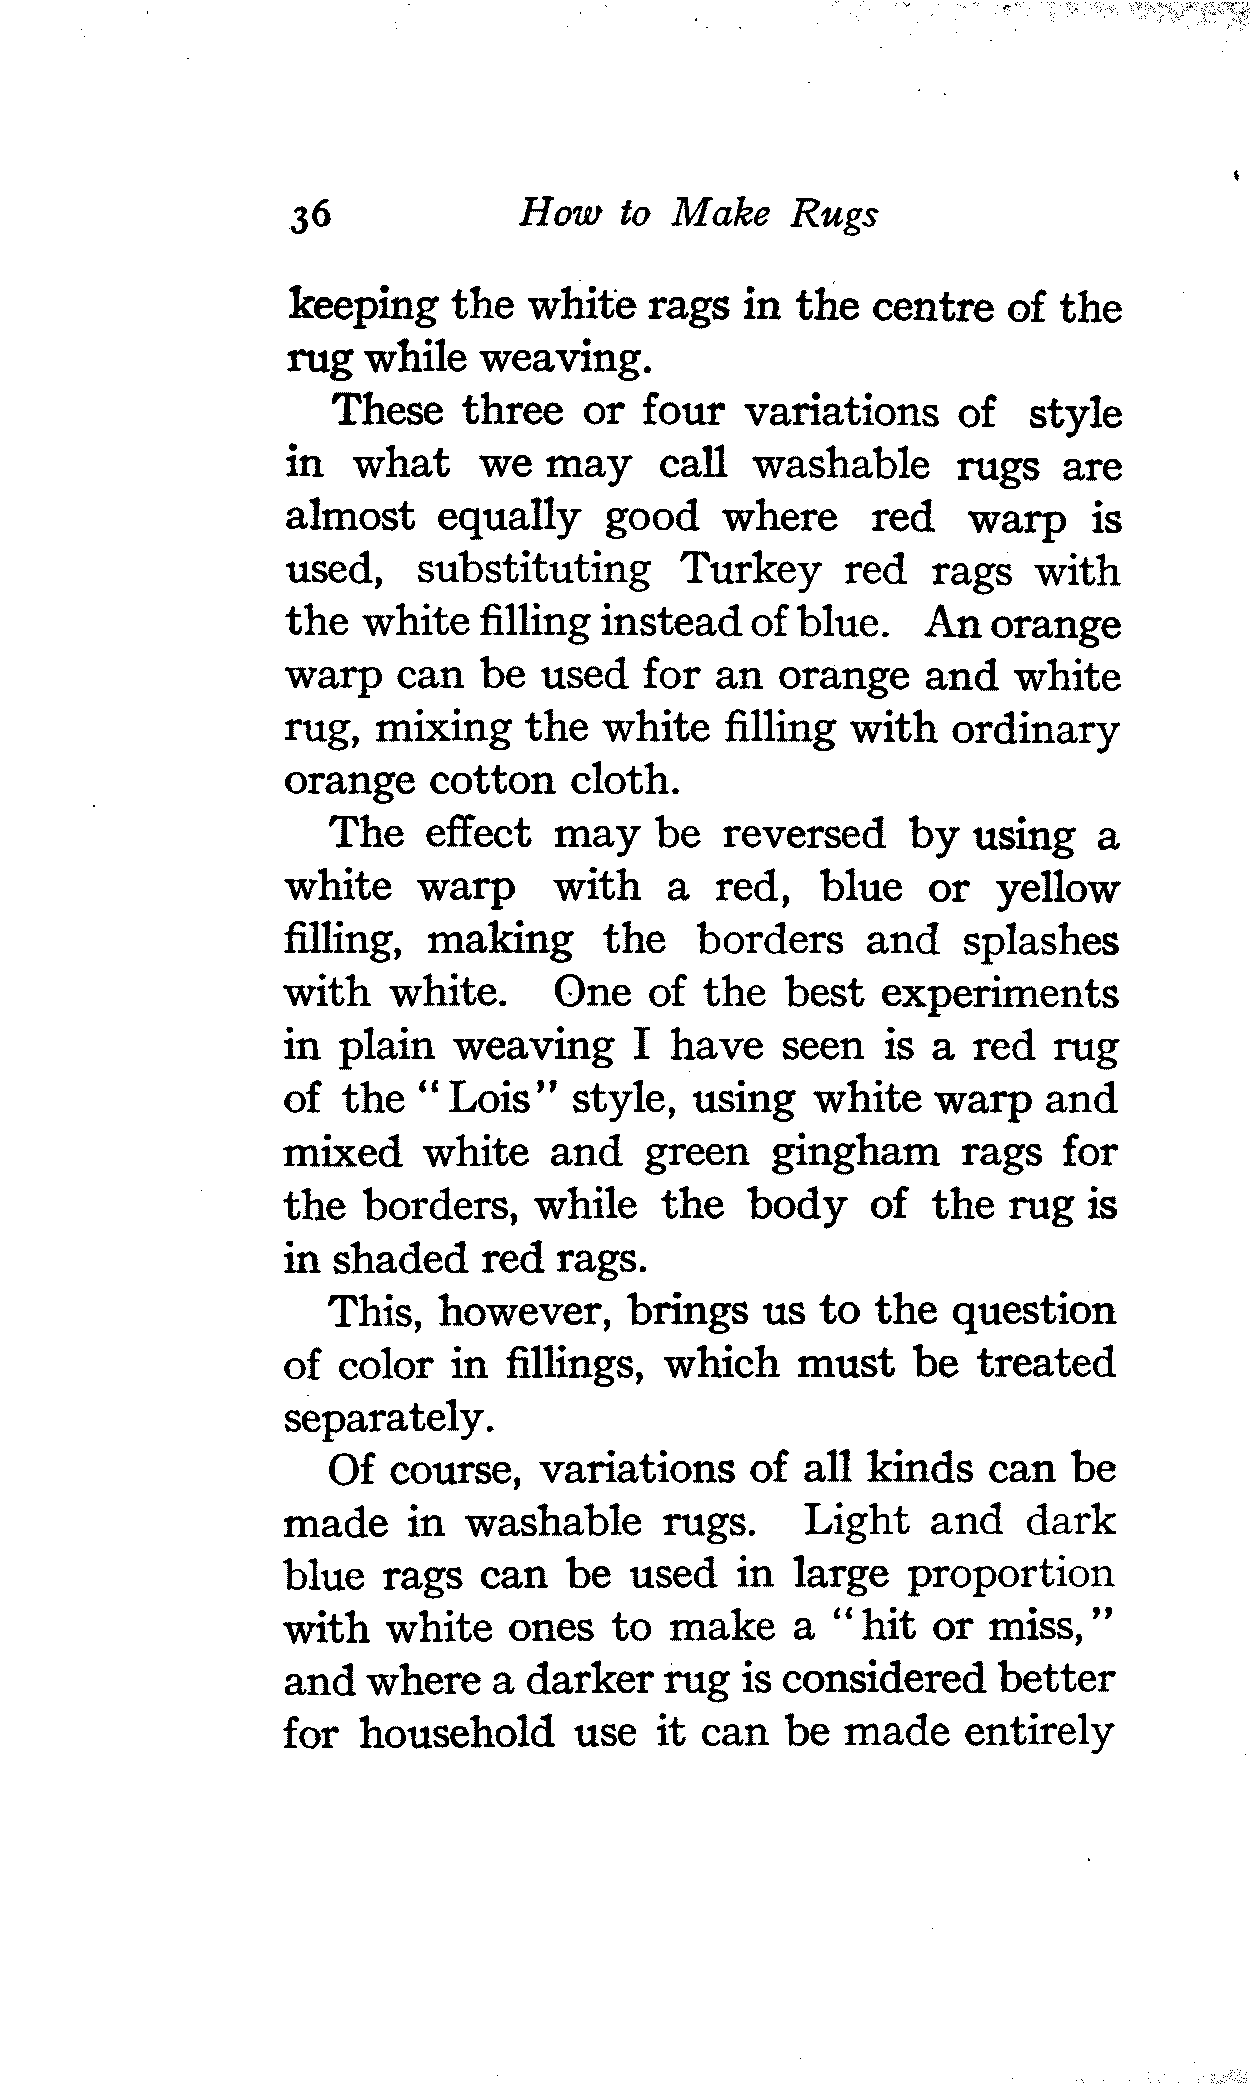 36 How to Make Rugs
keeping the white rags in the centre of the
rug while weaving.
These three or four variations of style
in what we may call washable rugs are
almost equally good where red warp is
used, substituting Turkey red rags with
the white filling instead of blue. An orange
warp can be used for an orange and white
rug, mixing the white filling with ordinary
orange cotton cloth.
The effect may be reversed by using a
white warp with a red, blue or yellow
filling, making the borders and splashes
with white. One of the best experiments
in plain weaving I have seen is a red rug
of the "Lois" style, using white warp and
mixed white and green gingham rags for
the borders, while the body of the rug is
in shaded red rags.
This, however, brings us to the question
of color in fillings, which must be treated
separately.
Of course, variations of all kinds can be
made in washable rugs. Light and dark
blue rags can be used in large proportion
with white ones to make a "hit or miss,"
and where a darker rug is considered better
for household use it can be made entirely